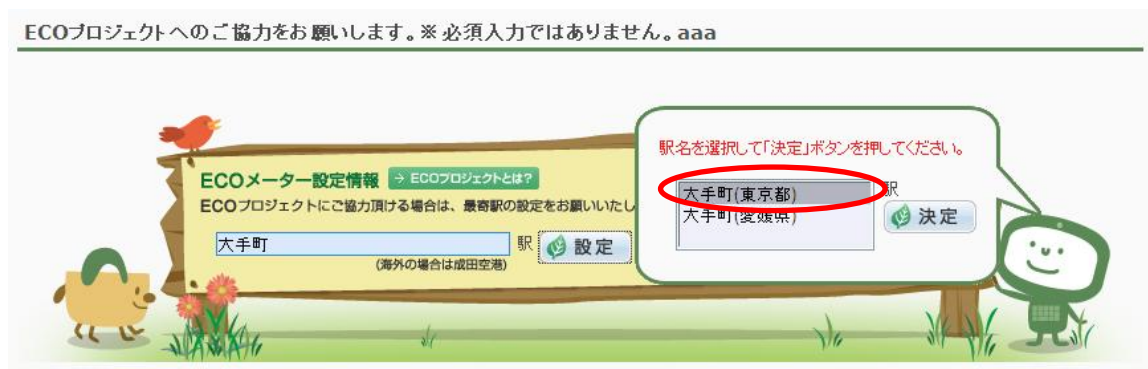 ECOプロジェクトへのご協力をお願いします。※必須入力ではありません。aaa
駅名を選択して「決定」ボタンを押してください。
ECOメーター設定情報 → ECOプロジェクトとは?
ECOプロジェクトにご協力頂ける場合は、最寄駅の設定をお願いいたし
大手町(東京都)
大手町(愛媛県)
駅
決定
大手町 駅 設定
(海外の場合は成田空港)